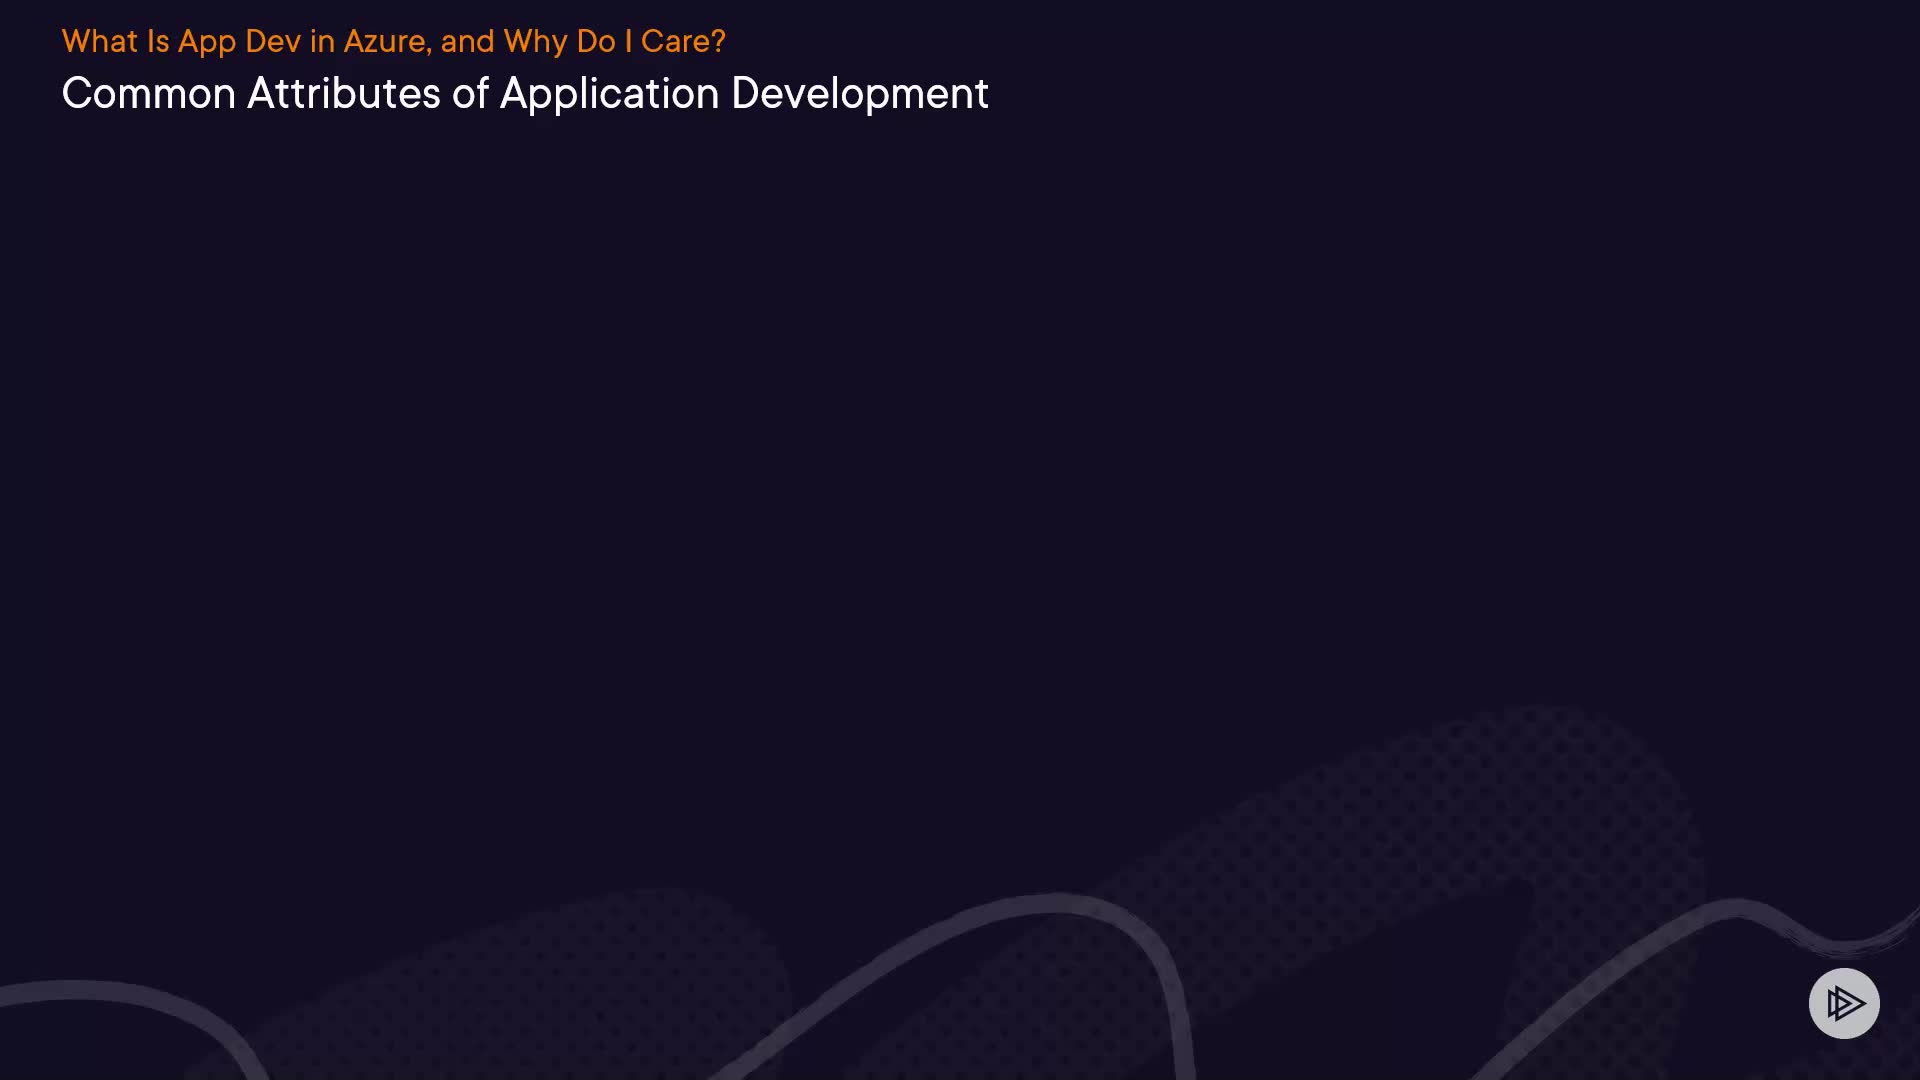 What Is App Dev in Azure, and Why Do I Care?
Common Attributes of Application Development